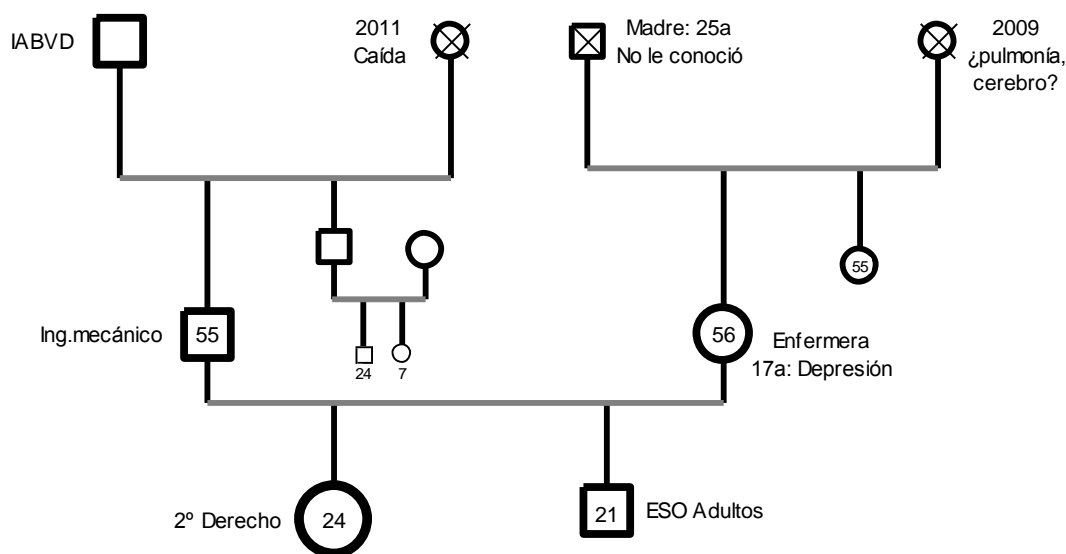 IABVD
2011
Caída
Madre: 25a
No le conoció
2009
¿pulmonía,
cerebro?
55
Ing.mecánico
55
24
7
56
Enfermera
17a: Depresión
2º Derecho
24
21
ESO Adultos